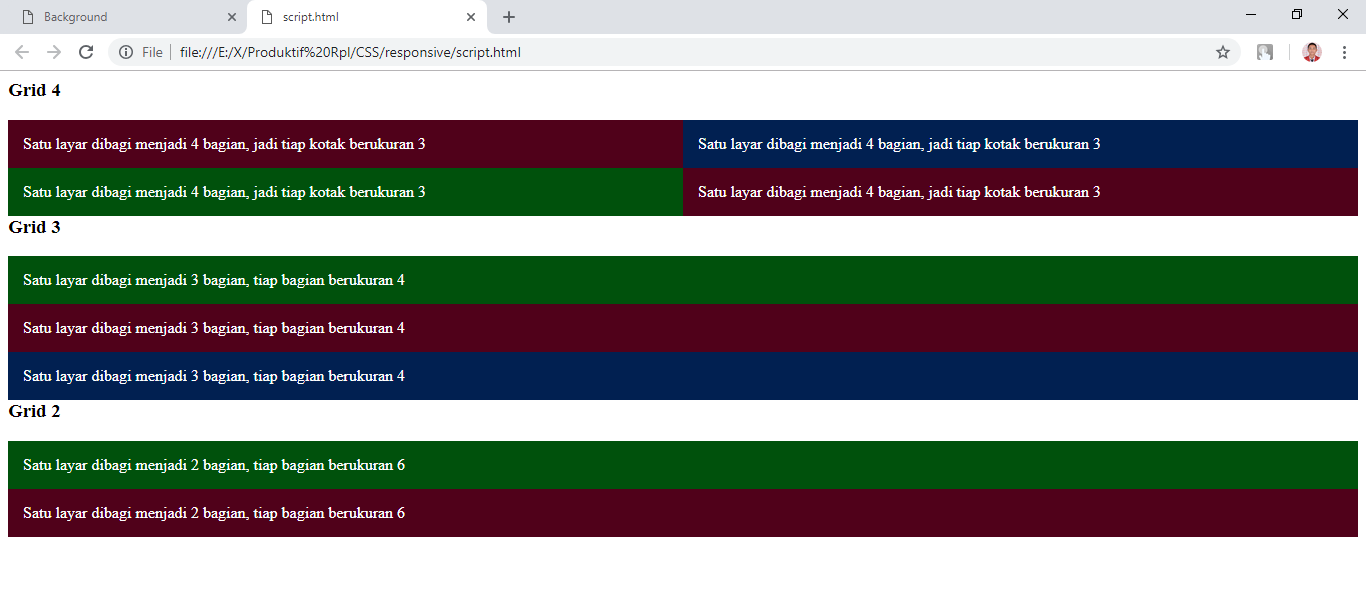 Background
script.html
File
file:///E:/X/Produktif%20Rpl/CSS/responsive/script.html
Grid 4
Satu layar dibagi menjadi 4 bagian, jadi tiap kotak berukuran 3
Satu layar dibagi menjadi 4 bagian, jadi tiap kotak berukuran 3
Satu layar dibagi menjadi 4 bagian, jadi tiap kotak berukuran 3
Satu layar dibagi menjadi 4 bagian, jadi tiap kotak berukuran 3
Grid 3
Satu layar dibagi menjadi 3 bagian, tiap bagian berukuran 4
Satu layar dibagi menjadi 3 bagian, tiap bagian berukuran 4
Satu layar dibagi menjadi 3 bagian, tiap bagian berukuran 4
Grid 2
Satu layar dibagi menjadi 2 bagian, tiap bagian berukuran 6
Satu layar dibagi menjadi 2 bagian, tiap bagian berukuran 6